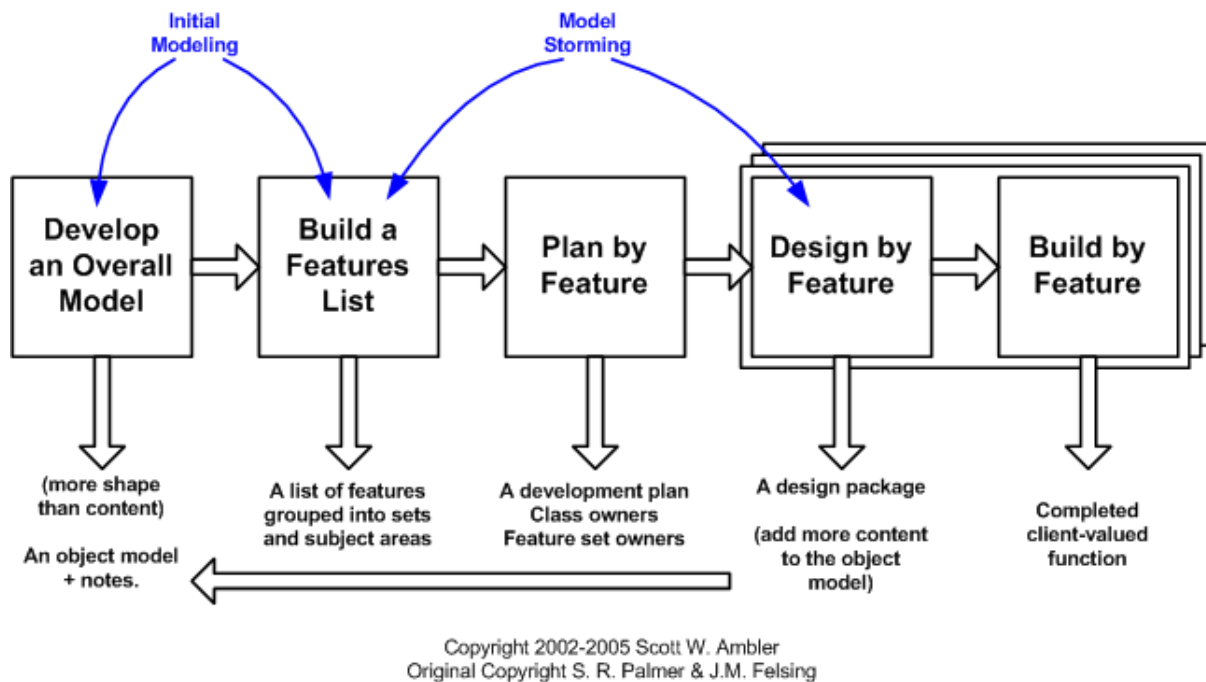 Initial
Modeling
Model
Storming
Develop
an Overall
Model
Build a
Features
List
Plan by
Feature
Design by
Feature
Build by
Feature
(more shape
than content)
An object model
+ notes.
A list of features
grouped into sets
and subject areas
A development plan
Class owners
Feature set owners
A design package
(add more content
to the object
model)
Completed
client-valued
function
Copyright 2002-2005 Scott W. Ambler
Original Copyright S. R. Palmer & J.M. Felsing